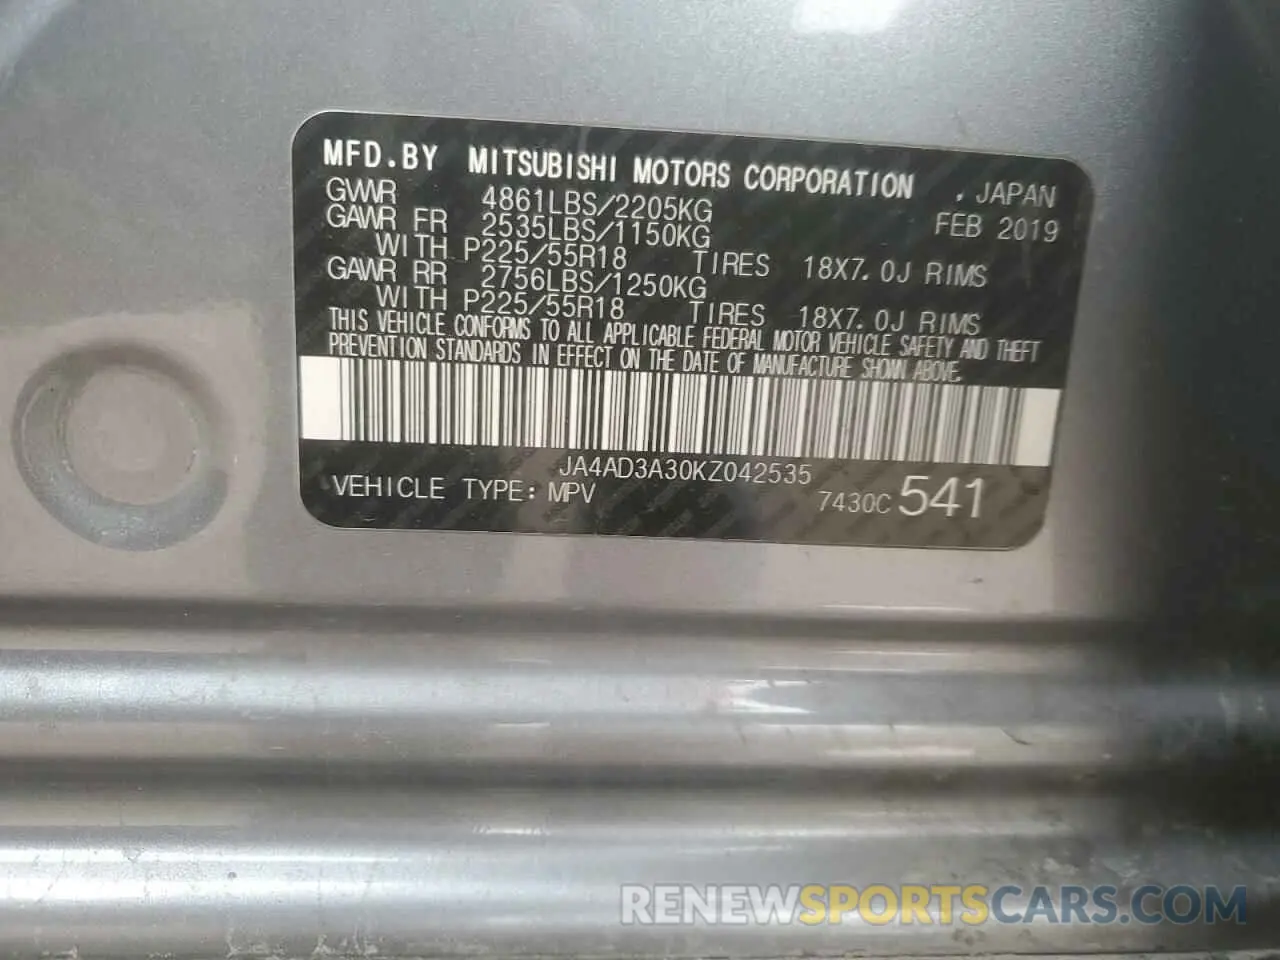 MFD.BY MITSUBISHI MOTORS CORPORATION , JAPAN
GVWR 4861LBS/2205KG FEB 2019
GAWR FR 2535LBS/1150KG
WITH P225/55R18 TIRES 18X7.0J RIMS
GAWR RR 2756LBS/1250KG
WITH P225/55R18 TIRES 18X7.0J RIMS
THIS VEHICLE CONFORMS TO ALL APPLICABLE FEDERAL MOTOR VEHICLE SAFETY AND THEFT
PREVENTION STANDARDS IN EFFECT ON THE DATE OF MANUFACTURE SHOWN ABOVE.
JA4AD3A30KZ042535
VEHICLE TYPE: MPV 7430C 541
RENEWSPORTSCARS.COM